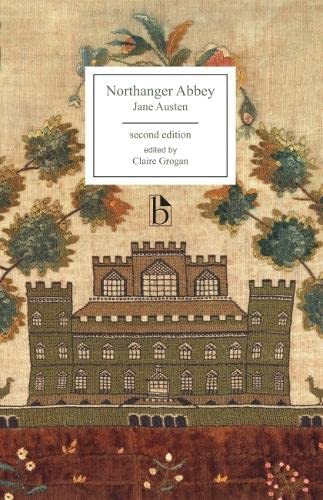 Northanger Abbey
Jane Austen
second edition
edited by
Claire Grogan
b